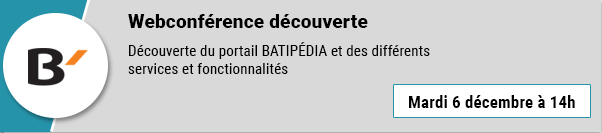 Webconférence découverte
Découverte du portail BATIPÉDIA et des différents
services et fonctionnalités
B
Mardi 6 décembre à 14h